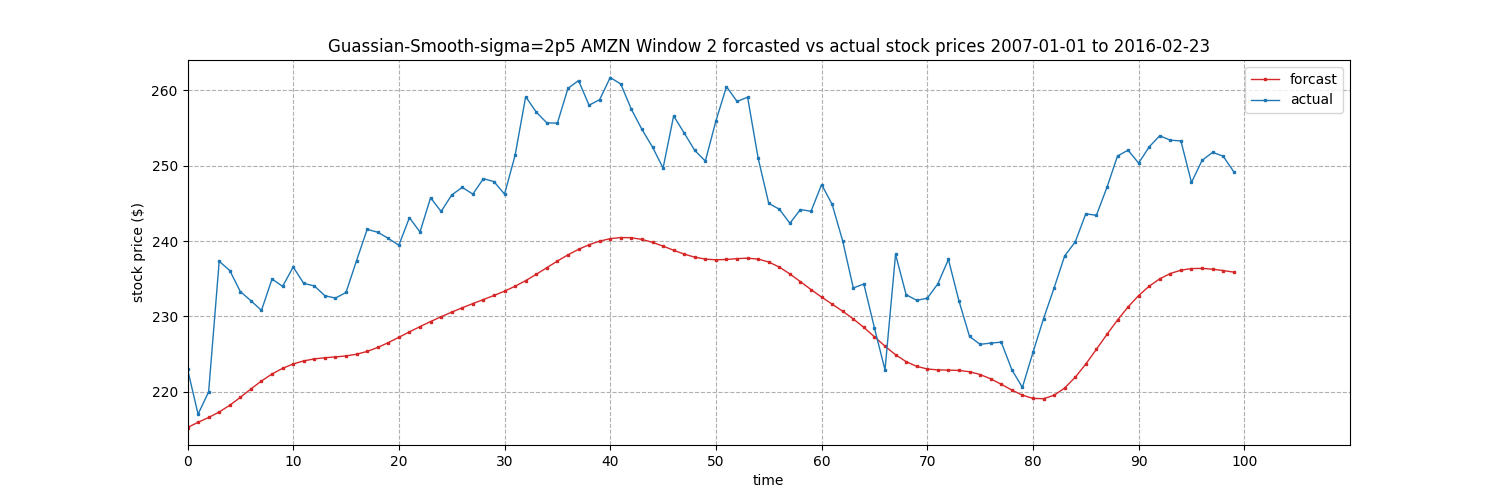 Guassian-Smooth-sigma=2p5 AMZN Window 2 forcasted vs actual stock prices 2007-01-01 to 2016-02-23
forcast
actual
260
250
240
230
220
stock price ($)
0 10 20 30 40 50 60 70 80 90 100
time